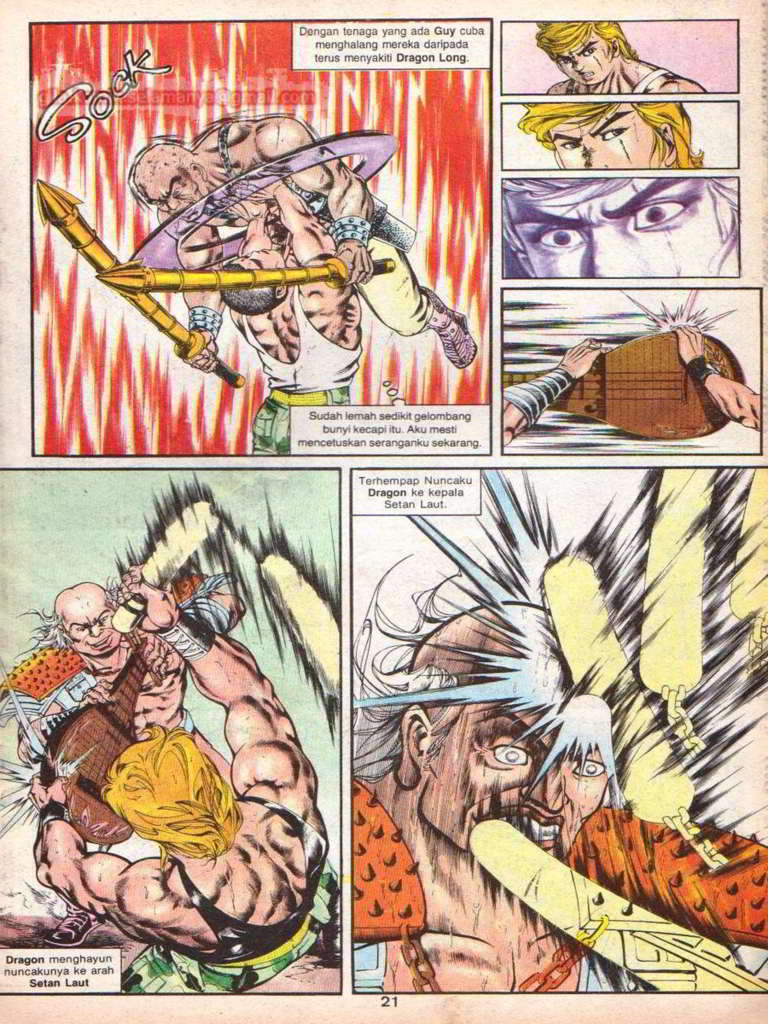 Dengan tenaga yang ada Guy cuba
menghalang mereka daripada
terus menyakiti Dragon Long.
Sock
Sudah lemah sedikit gelombang
bunyi kecapi itu. Aku mesti
mencetuskan seranganku sekarang.
Dragon menghayun
nuncakunya ke arah
Setan Laut
Terhempap Nuncaku
Dragon ke kepala
Setan Laut.
21